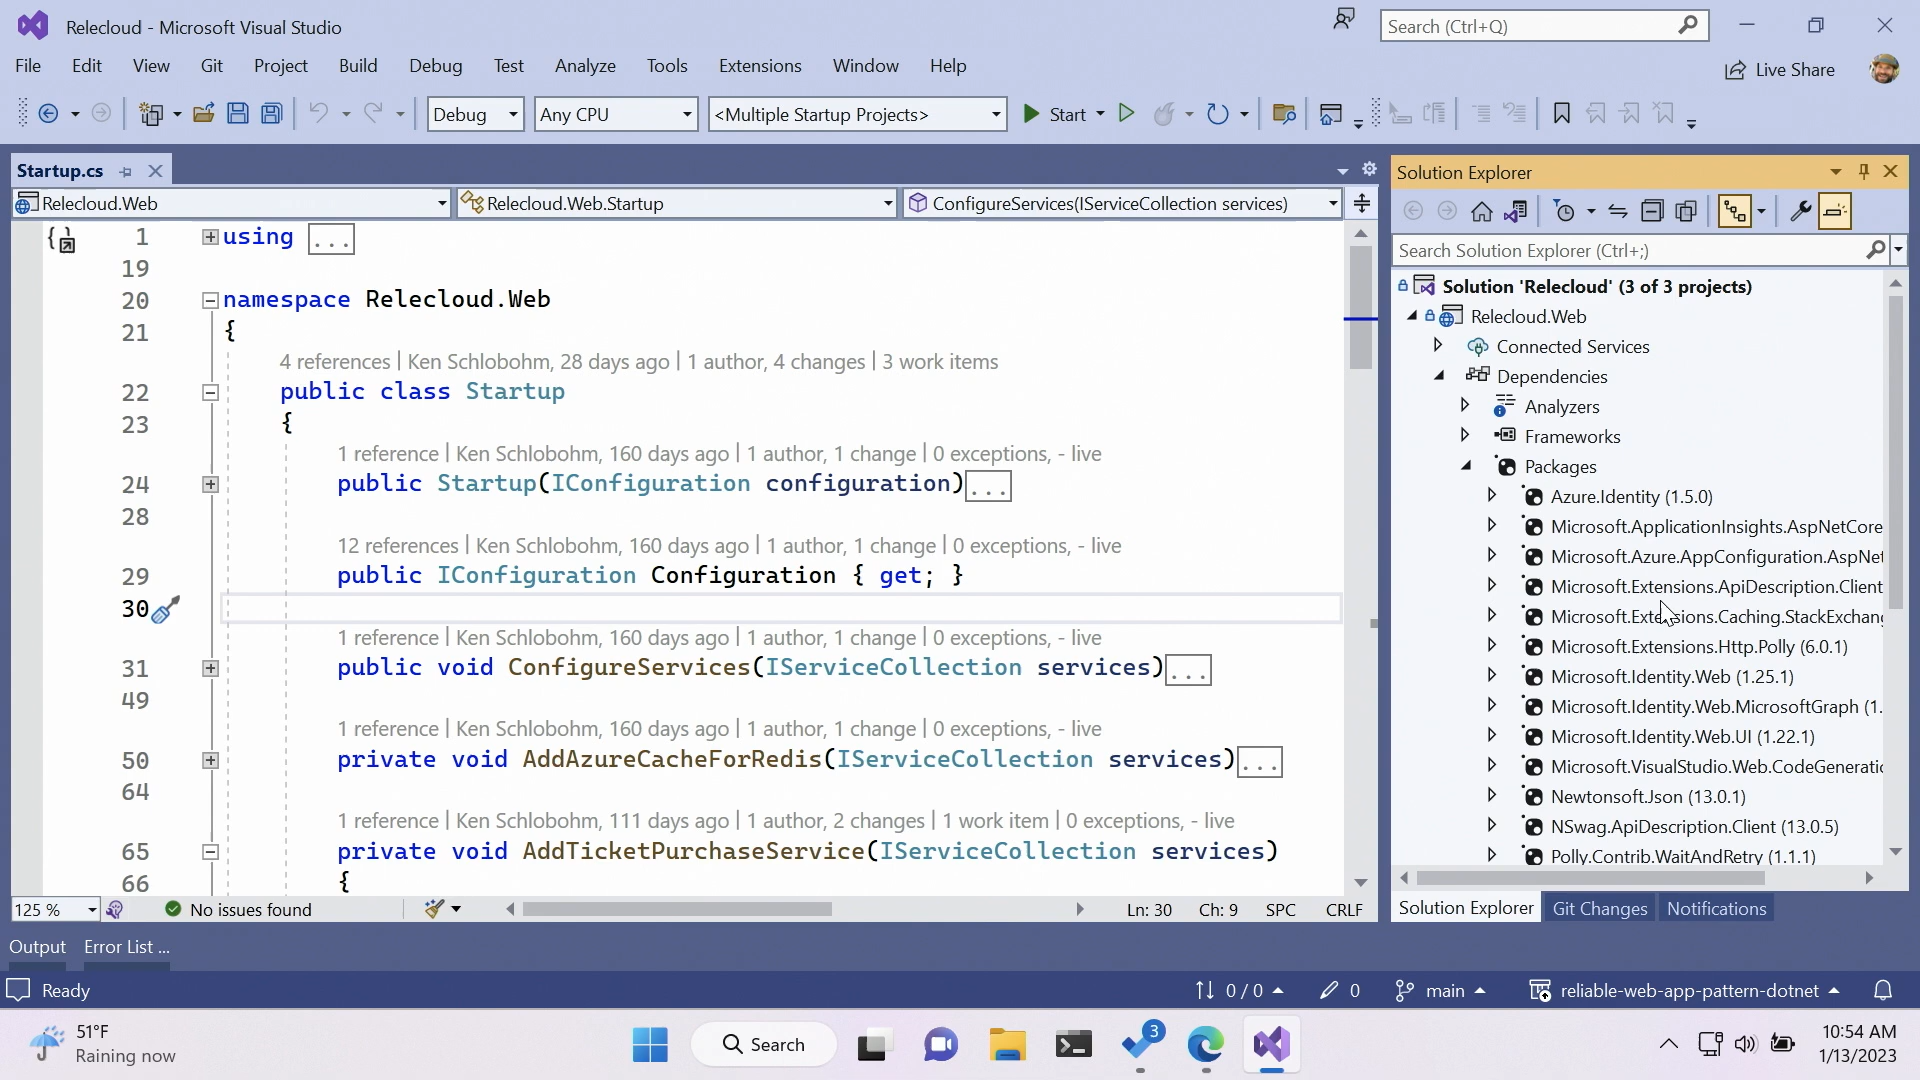 Relecloud - Microsoft Visual Studio
Search (Ctrl+Q)
File Edit View Git Project Build Debug Test Analyze Tools Extensions Window Help
Live Share
Debug Any CPU <Multiple Startup Projects> Start
Startup.cs
Relecloud.Web Relecloud.Web.Startup ConfigureServices(IServiceCollection services)
1 using ...
19
20 namespace Relecloud.Web
21 {
4 references | Ken Schlobohm, 28 days ago | 1 author, 4 changes | 3 work items
22 public class Startup
23 {
1 reference | Ken Schlobohm, 160 days ago | 1 author, 1 change | 0 exceptions, - live
24 public Startup(IConfiguration configuration)...
28
12 references | Ken Schlobohm, 160 days ago | 1 author, 1 change | 0 exceptions, - live
29 public IConfiguration Configuration { get; }
30
1 reference | Ken Schlobohm, 160 days ago | 1 author, 1 change | 0 exceptions, - live
31 public void ConfigureServices(IServiceCollection services)...
49
1 reference | Ken Schlobohm, 160 days ago | 1 author, 1 change | 0 exceptions, - live
50 private void AddAzureCacheForRedis(IServiceCollection services)...
64
1 reference | Ken Schlobohm, 111 days ago | 1 author, 2 changes | 1 work item | 0 exceptions, - live
65 private void AddTicketPurchaseService(IServiceCollection services)
66 {
125 % No issues found Ln: 30 Ch: 9 SPC CRLF
Solution Explorer
Search Solution Explorer (Ctrl+;)
Solution 'Relecloud' (3 of 3 projects)
Relecloud.Web
Connected Services
Dependencies
Analyzers
Frameworks
Packages
Azure.Identity (1.5.0)
Microsoft.ApplicationInsights.AspNetCore
Microsoft.Azure.AppConfiguration.AspNet
Microsoft.Extensions.ApiDescription.Client
Microsoft.Extensions.Caching.StackExchang
Microsoft.Extensions.Http.Polly (6.0.1)
Microsoft.Identity.Web (1.25.1)
Microsoft.Identity.Web.MicrosoftGraph (1.
Microsoft.Identity.Web.UI (1.22.1)
Microsoft.VisualStudio.Web.CodeGeneratio
Newtonsoft.Json (13.0.1)
NSwag.ApiDescription.Client (13.0.5)
Polly.Contrib.WaitAndRetry (1.1.1)
Solution Explorer Git Changes Notifications
Output Error List ...
Ready 0 / 0 0 main reliable-web-app-pattern-dotnet
51°F
Raining now
Search
3
10:54 AM
1/13/2023